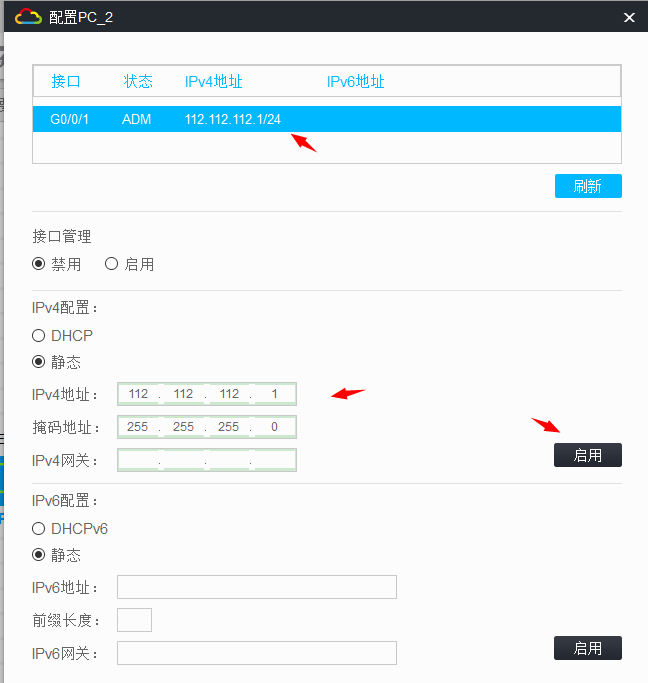 配置PC_2
接口 状态 IPv4地址 IPv6地址
G0/0/1 ADM 112.112.112.1/24
刷新
接口管理
禁用 启用
IPv4配置：
DHCP
静态
IPv4地址： 112 . 112 . 112 . 1
掩码地址： 255 . 255 . 255 . 0
IPv4网关： . . .
启用
IPv6配置：
DHCPv6
静态
IPv6地址：
前缀长度：
IPv6网关：
启用